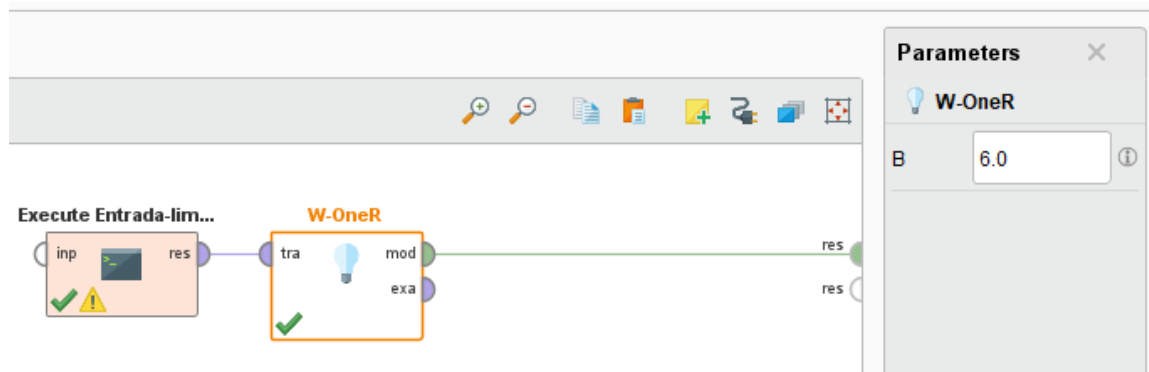 Parameters
W-OneR
B 6.0
Execute Entrada-lim...
W-OneR
inp res
tra mod
exa
res
res